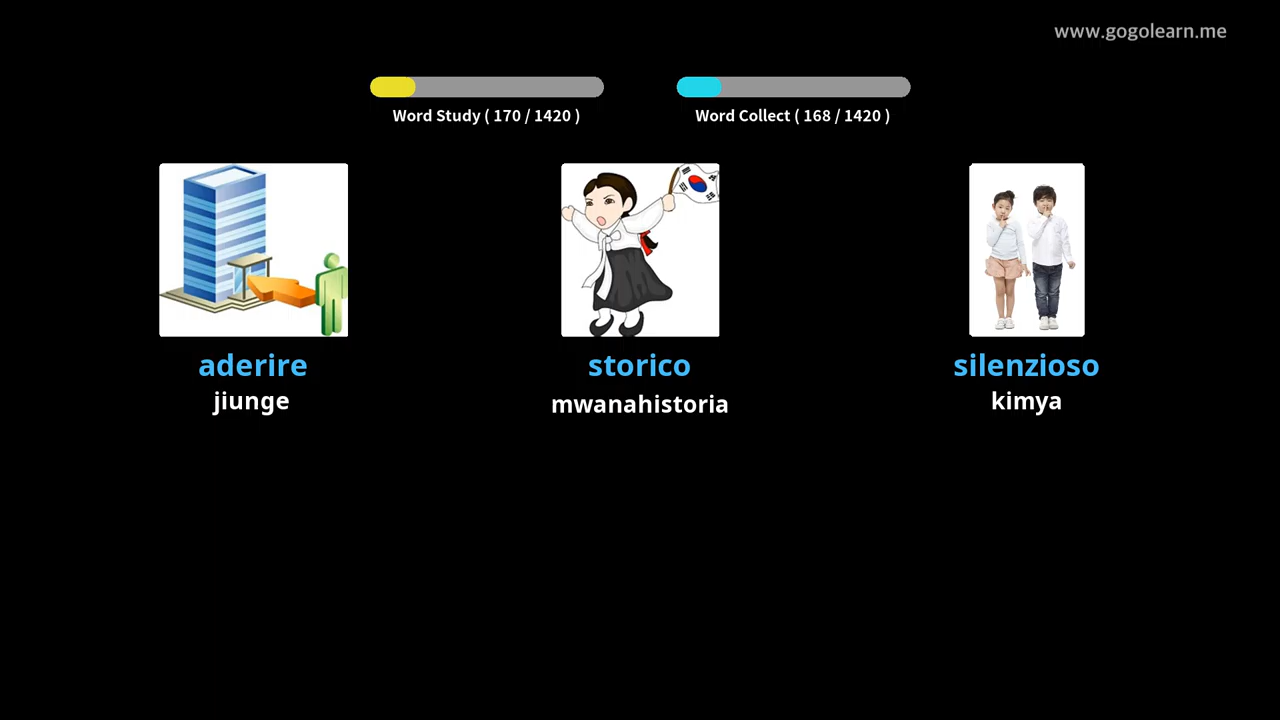 www.gogolearn.me
Word Study ( 170 / 1420 )
Word Collect ( 168 / 1420 )
aderire
storico
silenzioso
jiunge
mwanahistoria
kimya